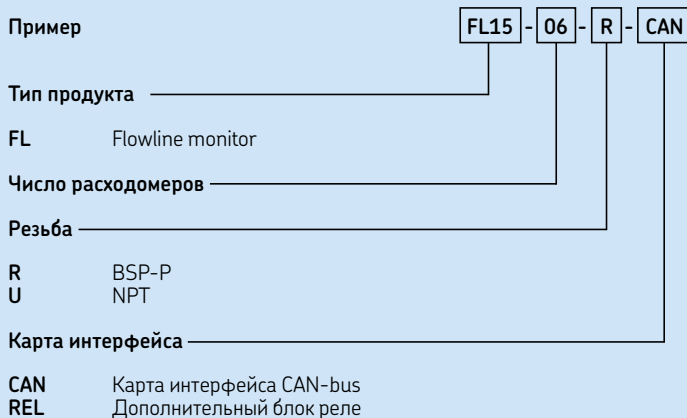 Пример FL15 - 06 - R - CAN
Тип продукта
FL Flowline monitor
Число расходомеров
Резьба
R BSP-P
U NPT
Карта интерфейса
CAN Карта интерфейса CAN-bus
REL Дополнительный блок реле